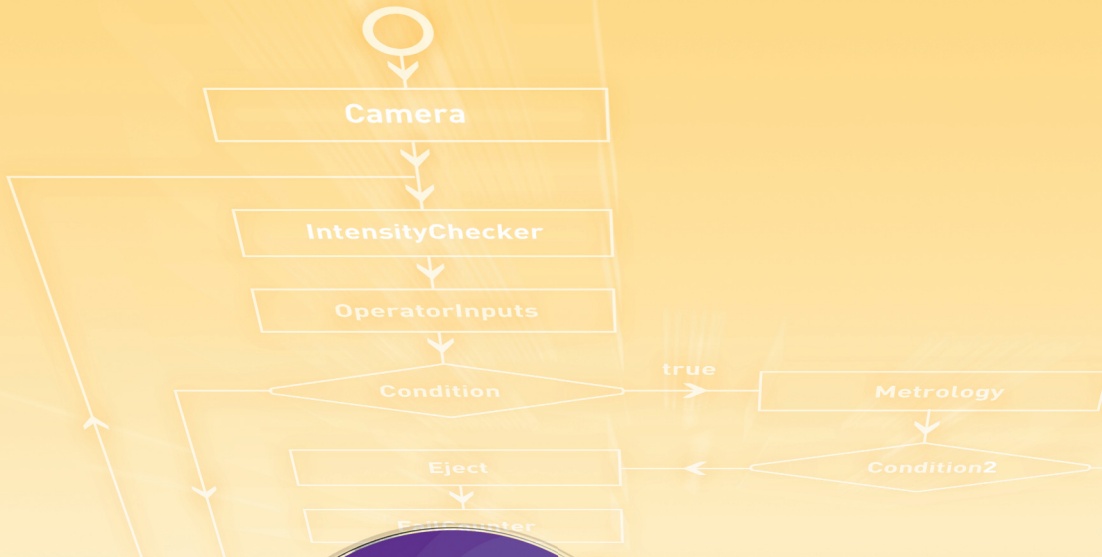 Camera
IntensityChecker
OperatorInputs
Condition
true
Metrology
Eject
Condition2